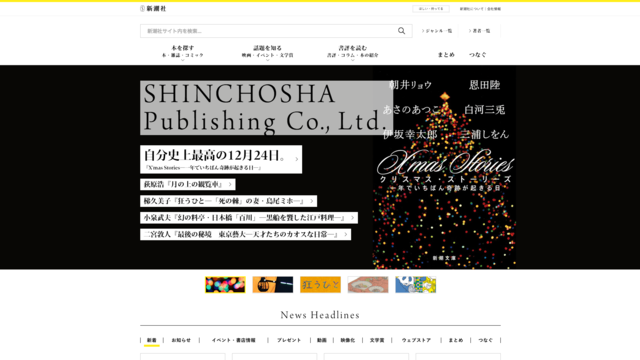 新潮社
新潮社について｜会社情報
新潮社サイト内を検索...
ジャンル一覧
著者一覧
本を探す
本・雑誌・コミック
話題を知る
映画・イベント・文学賞
書評を読む
書評・コラム・本の紹介
まとめ
つなぐ
SHINCHOSHA
Publishing Co., Ltd.
自分史上最高の12月24日。
『X'mas Stories―一年でいちばん奇跡が起きる日―』
荻原浩『月の上の観覧車』
梯久美子『狂うひと―「死の棘」の妻・島尾ミホ―』
小泉武夫『幻の料亭・日本橋「百川」―黒船を饗した江戸料理―』
二宮敦人『最後の秘境 東京藝大―天才たちのカオスな日常―』
朝井リョウ
恩田陸
あさのあつこ
白河三兎
伊坂幸太郎
三浦しをん
X'mas Stories
クリスマス・ストーリーズ
一年でいちばん奇跡が起きる日
新潮文庫
狂うひと
News Headlines
新着
お知らせ
イベント・書店情報
プレゼント
動画
映像化
文学賞
ウェブストア
まとめ
つなぐ